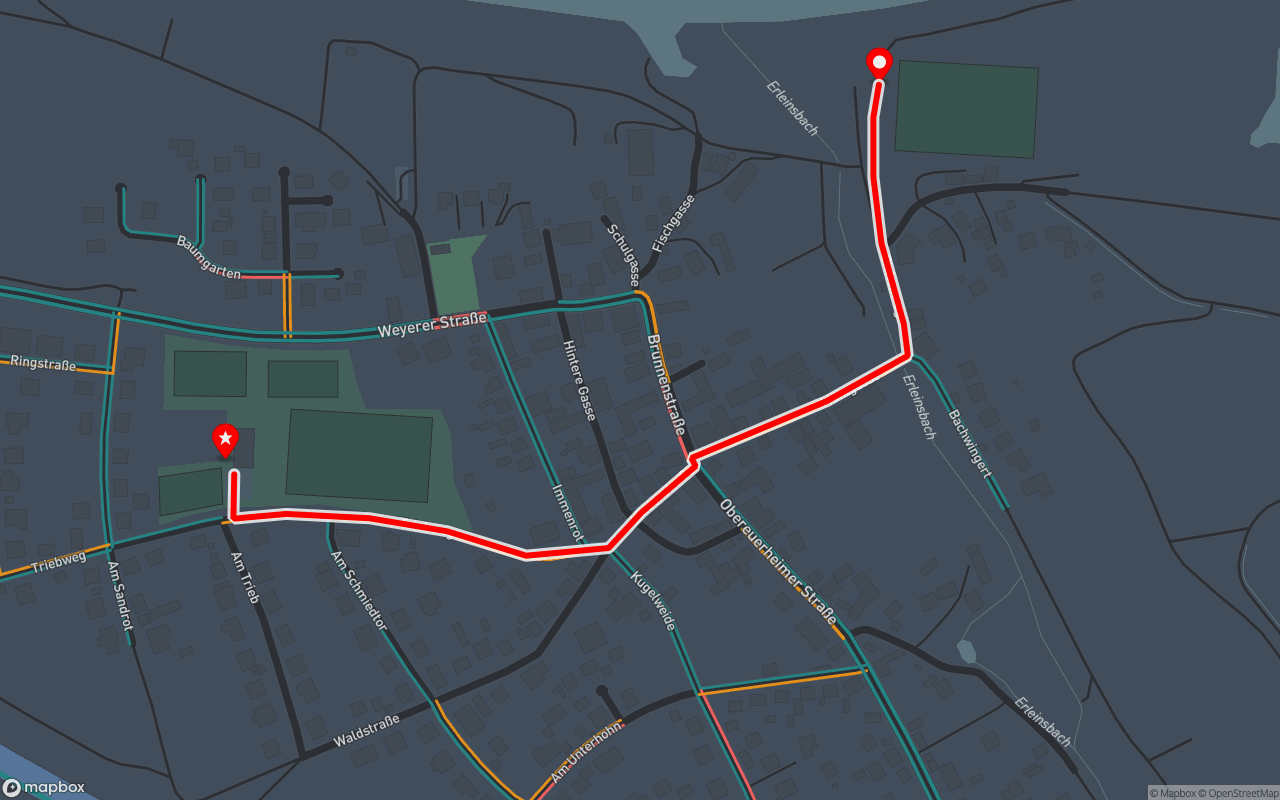 Erleinsbach
Fischgasse
Schulgasse
Baumgarten
Weyerer Straße
Ringstraße
Hintere Gasse
Brunnenstraße
Erleinsbach
Bachwingert
Immenrot
Obereuerheimer Straße
Triebweg
Am Sandrot
Am Trieb
Am Schmiedtor
Kugelweide
Waldstraße
Am Unterhöhn
Erleinsbach
mapbox
© Mapbox © OpenStreetMap